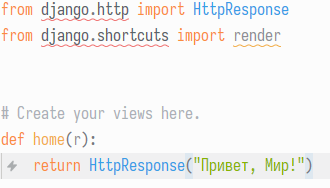 from django.http import HttpResponse
from django.shortcuts import render
# Create your views here.
def home(r):
return HttpResponse("Привет, Мир!")